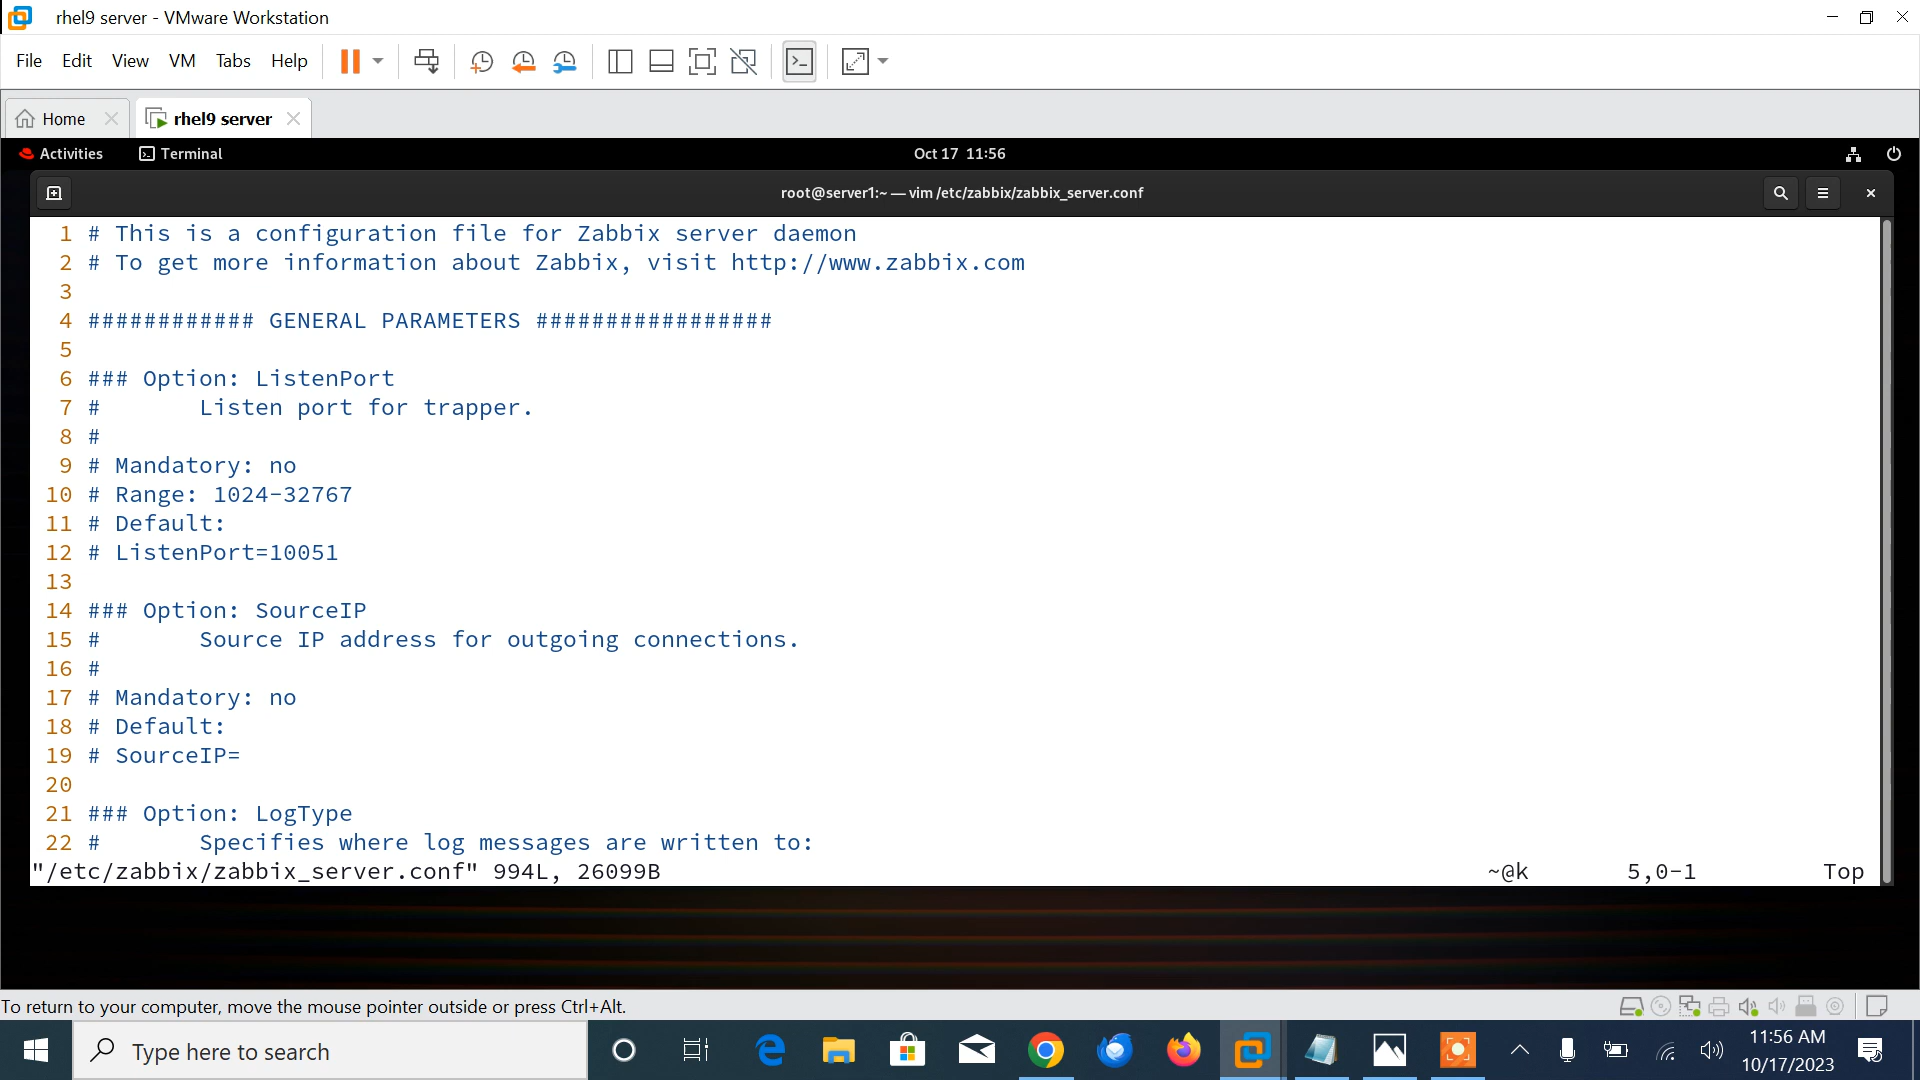 rhel9 server - VMware Workstation
File Edit View VM Tabs Help
Home rhel9 server
Activities Terminal Oct 17 11:56
root@server1:~ — vim /etc/zabbix/zabbix_server.conf
1 # This is a configuration file for Zabbix server daemon
2 # To get more information about Zabbix, visit http://www.zabbix.com
3
4 ############ GENERAL PARAMETERS #################
5
6 ### Option: ListenPort
7 #       Listen port for trapper.
8 #
9 # Mandatory: no
10 # Range: 1024-32767
11 # Default:
12 # ListenPort=10051
13
14 ### Option: SourceIP
15 #       Source IP address for outgoing connections.
16 #
17 # Mandatory: no
18 # Default:
19 # SourceIP=
20
21 ### Option: LogType
22 #       Specifies where log messages are written to:
"/etc/zabbix/zabbix_server.conf" 994L, 26099B ~@k 5,0-1 Top
To return to your computer, move the mouse pointer outside or press Ctrl+Alt.
Type here to search
11:56 AM
10/17/2023